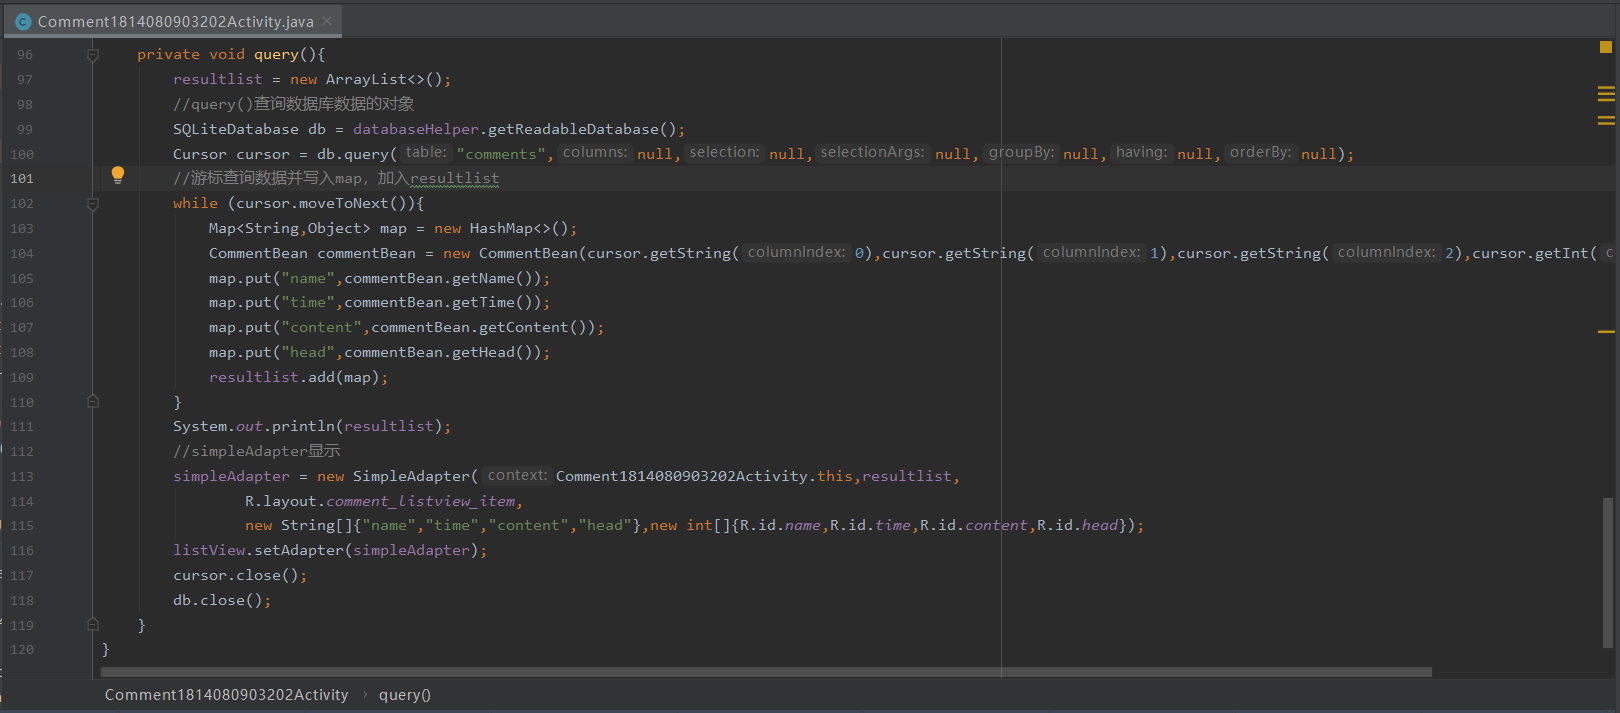 Comment1814080903202Activity.java
96 private void query(){
97 resultlist = new ArrayList<>();
98 //query()查询数据库数据的对象
99 SQLiteDatabase db = databaseHelper.getReadableDatabase();
100 Cursor cursor = db.query( table: "comments", columns: null, selection: null, selectionArgs: null, groupBy: null, having: null, orderBy: null);
101 //游标查询数据并写入map，加入resultlist
102 while (cursor.moveToNext()){
103 Map<String,Object> map = new HashMap<>();
104 CommentBean commentBean = new CommentBean(cursor.getString( columnIndex: 0),cursor.getString( columnIndex: 1),cursor.getString( columnIndex: 2),cursor.getInt( c
105 map.put("name",commentBean.getName());
106 map.put("time",commentBean.getTime());
107 map.put("content",commentBean.getContent());
108 map.put("head",commentBean.getHead());
109 resultlist.add(map);
110 }
111 System.out.println(resultlist);
112 //simpleAdapter显示
113 simpleAdapter = new SimpleAdapter( context: Comment1814080903202Activity.this,resultlist,
114 R.layout.comment_listview_item,
115 new String[]{"name","time","content","head"},new int[]{R.id.name,R.id.time,R.id.content,R.id.head});
116 listView.setAdapter(simpleAdapter);
117 cursor.close();
118 db.close();
119 }
120 }
Comment1814080903202Activity › query()